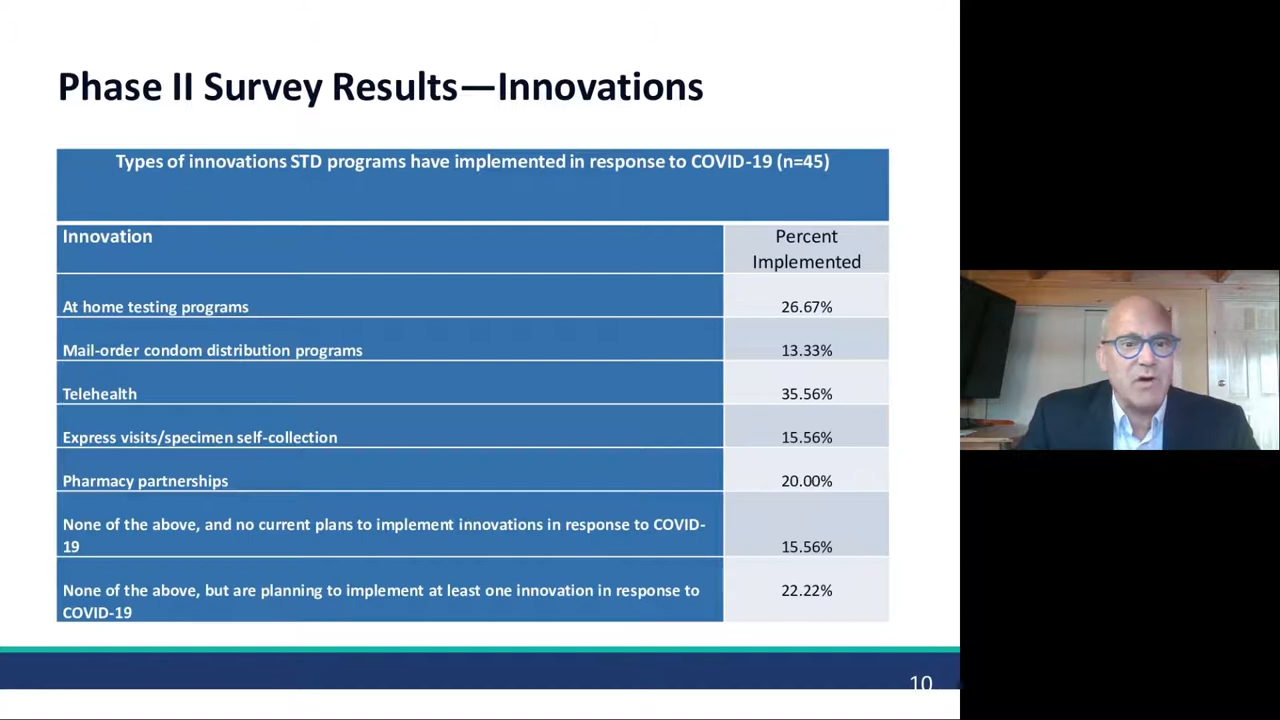 Phase II Survey Results—Innovations
Types of innovations STD programs have implemented in response to COVID-19 (n=45)
Innovation
Percent
Implemented
At home testing programs
26.67%
Mail-order condom distribution programs
13.33%
Telehealth
35.56%
Express visits/specimen self-collection
15.56%
Pharmacy partnerships
20.00%
None of the above, and no current plans to implement innovations in response to COVID-
19
15.56%
None of the above, but are planning to implement at least one innovation in response to
COVID-19
22.22%
10